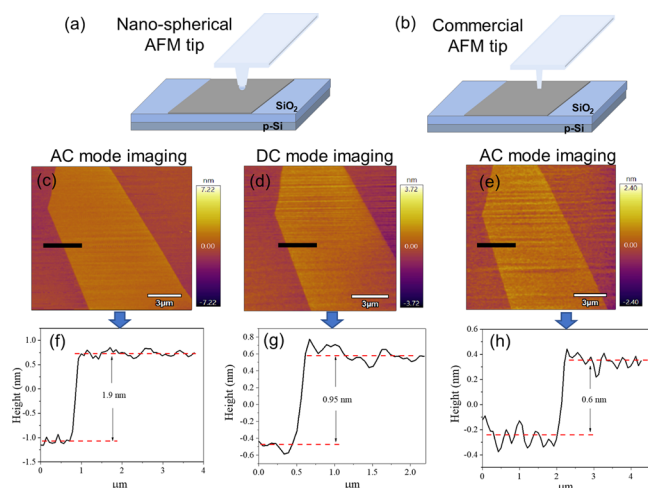 (a)
Nano-spherical
AFM tip
(b)
Commercial
AFM tip
SiO2
p-Si
SiO2
p-Si
AC mode imaging
DC mode imaging
AC mode imaging
(c)
nm
7.22
0.00
-7.22
3μm
(d)
nm
3.72
0.00
-3.72
3μm
(e)
nm
2.40
0.00
-2.40
3μm
(f)
Height (nm)
1.0
0.5
0.0
-0.5
-1.0
-1.5
1.9 nm
0 1 2 3 4
μm
(g)
Height (nm)
0.8
0.6
0.4
0.2
0.0
-0.2
-0.4
-0.6
0.95 nm
0.0 0.5 1.0 1.5 2.0
μm
(h)
Height (nm)
0.6
0.4
0.2
0.0
-0.2
-0.4
0.6 nm
0 1 2 3 4
μm